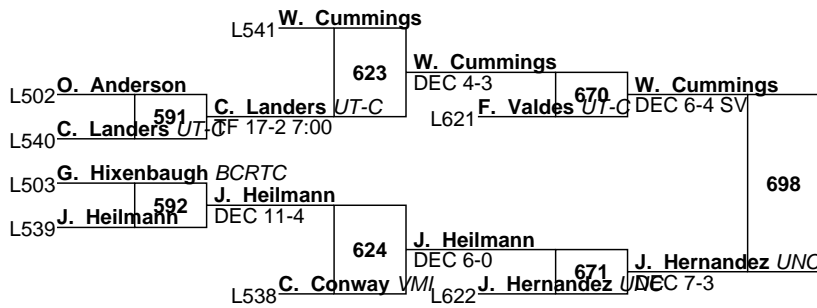 W. Cummings
L541
623
W. Cummings
DEC 4-3
O. Anderson
L502
591
C. Landers UT-C
TF 17-2 7:00
670
W. Cummings
DEC 6-4 SV
C. Landers UT-C
L540
F. Valdes UT-C
L621
G. Hixenbaugh BCRTC
L503
592
J. Heilmann
DEC 11-4
698
J. Heilmann
L539
624
J. Heilmann
DEC 6-0
671
J. Hernandez UNC
DEC 7-3
C. Conway VMI
L538
J. Hernandez UNC
L622